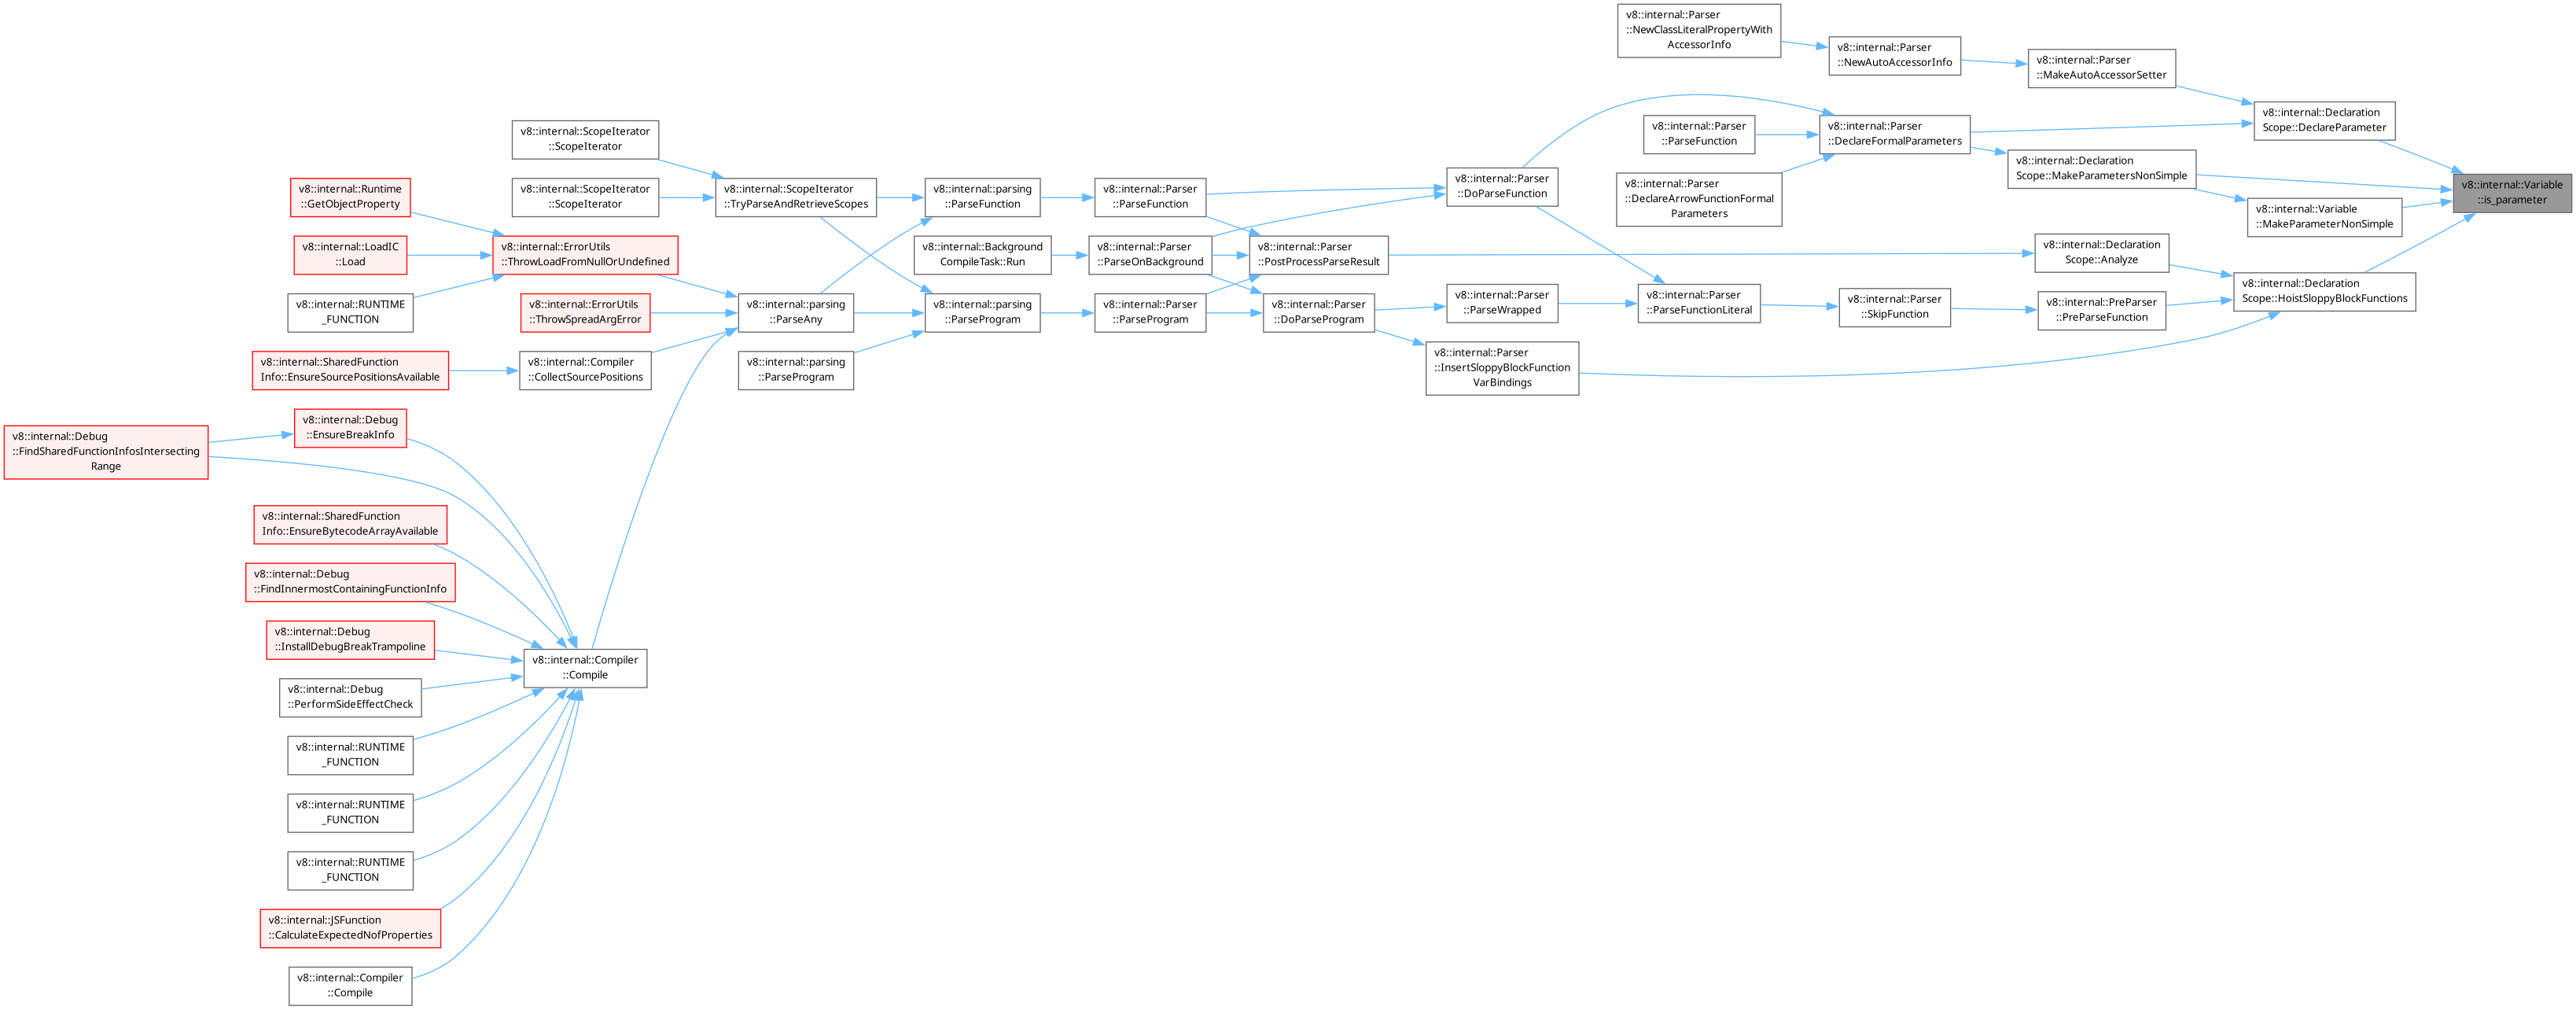 v8::internal::Parser
::NewClassLiteralPropertyWith
AccessorInfo
v8::internal::Parser
::NewAutoAccessorInfo
v8::internal::Parser
::MakeAutoAccessorSetter
v8::internal::Declaration
Scope::DeclareParameter
v8::internal::Parser
::DeclareFormalParameters
v8::internal::Parser
::ParseFunction
v8::internal::Parser
::DeclareArrowFunctionFormal
Parameters
v8::internal::Declaration
Scope::MakeParametersNonSimple
v8::internal::Variable
::MakeParameterNonSimple
v8::internal::Variable
::is_parameter
v8::internal::ScopeIterator
::ScopeIterator
v8::internal::ScopeIterator
::ScopeIterator
v8::internal::ScopeIterator
::TryParseAndRetrieveScopes
v8::internal::parsing
::ParseFunction
v8::internal::Parser
::ParseFunction
v8::internal::Parser
::DoParseFunction
v8::internal::Runtime
::GetObjectProperty
v8::internal::LoadIC
::Load
v8::internal::RUNTIME
_FUNCTION
v8::internal::ErrorUtils
::ThrowLoadFromNullOrUndefined
v8::internal::ErrorUtils
::ThrowSpreadArgError
v8::internal::Background
CompileTask::Run
v8::internal::Parser
::ParseOnBackground
v8::internal::Parser
::PostProcessParseResult
v8::internal::Declaration
Scope::Analyze
v8::internal::Declaration
Scope::HoistSloppyBlockFunctions
v8::internal::parsing
::ParseAny
v8::internal::parsing
::ParseProgram
v8::internal::Parser
::ParseProgram
v8::internal::Parser
::DoParseProgram
v8::internal::Parser
::ParseWrapped
v8::internal::Parser
::ParseFunctionLiteral
v8::internal::Parser
::SkipFunction
v8::internal::PreParser
::PreParseFunction
v8::internal::SharedFunction
Info::EnsureSourcePositionsAvailable
v8::internal::Compiler
::CollectSourcePositions
v8::internal::parsing
::ParseProgram
v8::internal::Parser
::InsertSloppyBlockFunction
VarBindings
v8::internal::Debug
::FindSharedFunctionInfosIntersecting
Range
v8::internal::Debug
::EnsureBreakInfo
v8::internal::SharedFunction
Info::EnsureBytecodeArrayAvailable
v8::internal::Debug
::FindInnermostContainingFunctionInfo
v8::internal::Debug
::InstallDebugBreakTrampoline
v8::internal::Compiler
::Compile
v8::internal::Debug
::PerformSideEffectCheck
v8::internal::RUNTIME
_FUNCTION
v8::internal::RUNTIME
_FUNCTION
v8::internal::RUNTIME
_FUNCTION
v8::internal::JSFunction
::CalculateExpectedNofProperties
v8::internal::Compiler
::Compile